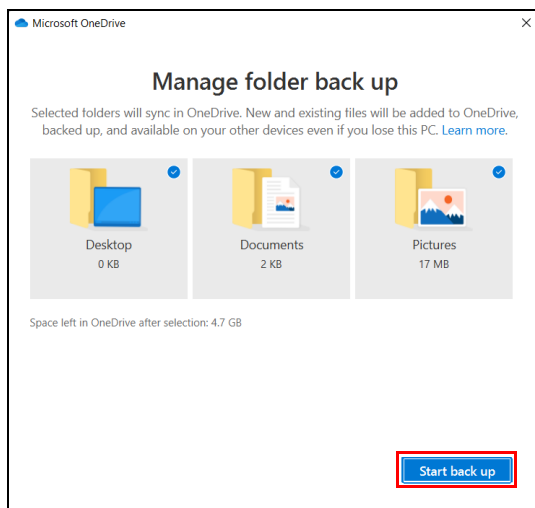 Microsoft OneDrive
Manage folder back up
Selected folders will sync in OneDrive. New and existing files will be added to OneDrive,
backed up, and available on your other devices even if you lose this PC. Learn more.
Desktop
0 KB
Documents
2 KB
Pictures
17 MB
Space left in OneDrive after selection: 4.7 GB
Start back up